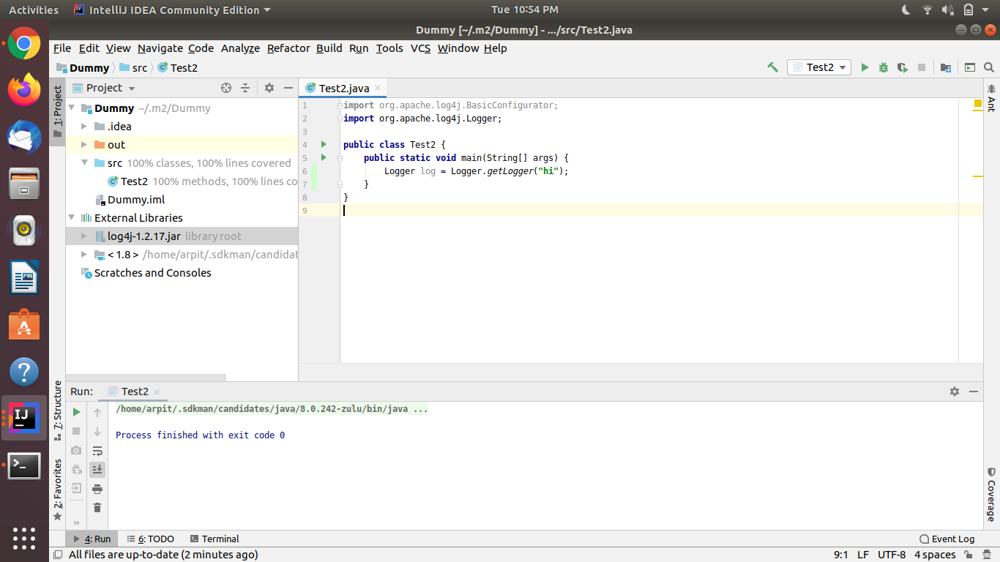 Activities IntelliJ IDEA Community Edition Tue 10:54 PM
Dummy [~/.m2/Dummy] - .../src/Test2.java
File Edit View Navigate Code Analyze Refactor Build Run Tools VCS Window Help
Dummy src Test2 Test2
1: Project
Project
Dummy ~/.m2/Dummy
.idea
out
src 100% classes, 100% lines covered
Test2 100% methods, 100% lines co
Dummy.iml
External Libraries
log4j-1.2.17.jar library root
< 1.8 > /home/arpit/.sdkman/candidat
Scratches and Consoles
Test2.java
1 import org.apache.log4j.BasicConfigurator;
2 import org.apache.log4j.Logger;
3
4 public class Test2 {
5 public static void main(String[] args) {
6 Logger log = Logger.getLogger("hi");
7 }
8 }
9
Ant
Coverage
7: Structure
2: Favorites
Run: Test2
/home/arpit/.sdkman/candidates/java/8.0.242-zulu/bin/java ...
Process finished with exit code 0
4: Run 6: TODO Terminal Event Log
All files are up-to-date (2 minutes ago) 9:1 LF UTF-8 4 spaces